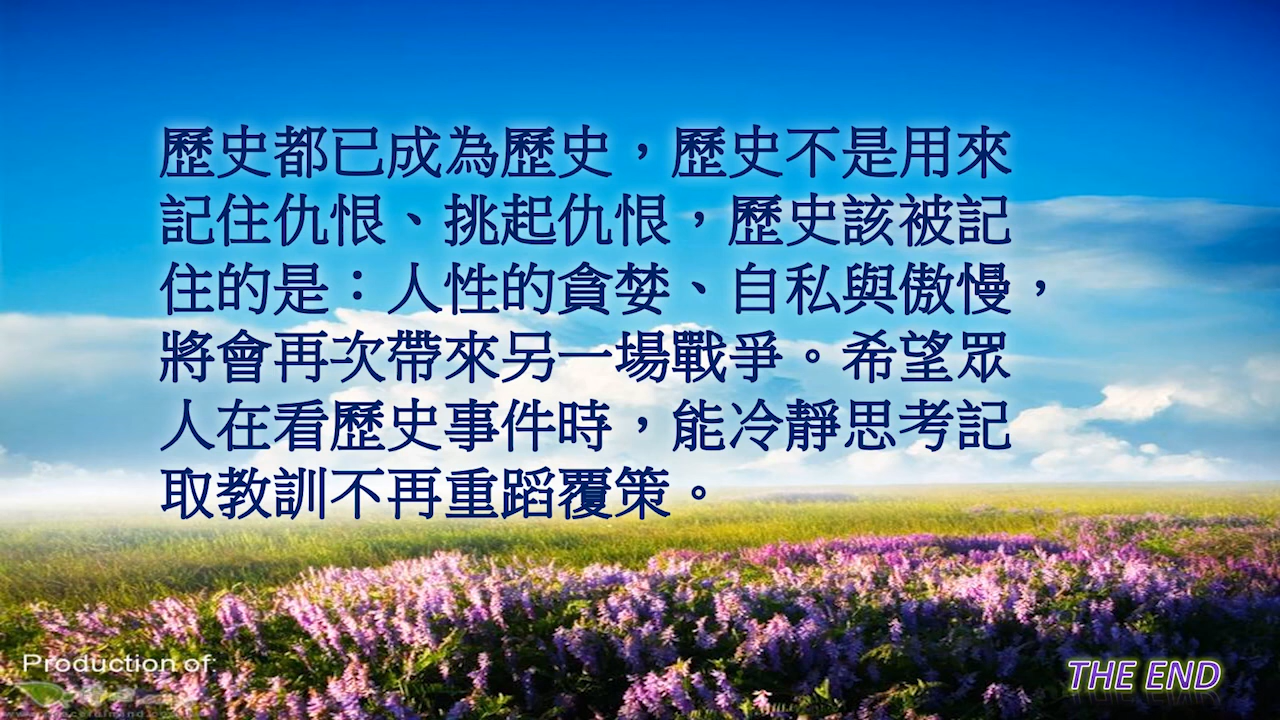 歷史都已成為歷史，歷史不是用來
記住仇恨、挑起仇恨，歷史該被記
住的是：人性的貪婪、自私與傲慢，
將會再次帶來另一場戰爭。希望眾
人在看歷史事件時，能冷靜思考記
取教訓不再重蹈覆策。
Production of:
THE END